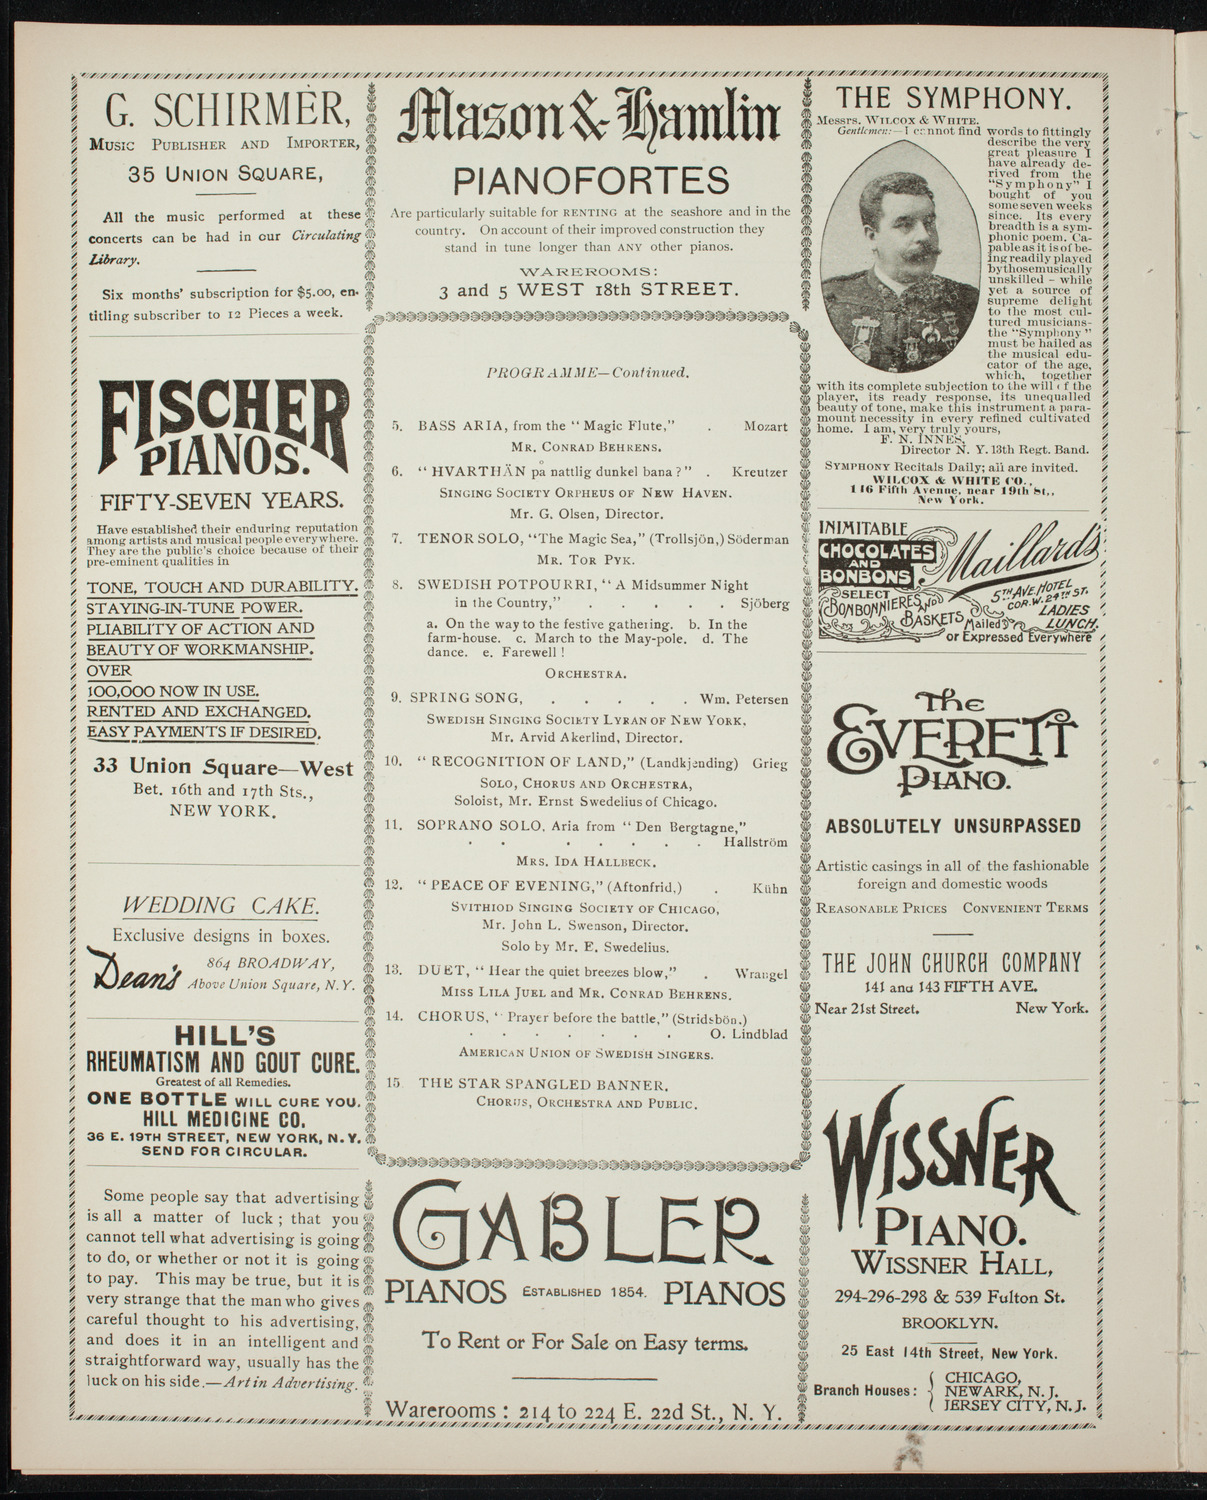 G. SCHIRMER,
MUSIC PUBLISHER AND IMPORTER,
35 UNION SQUARE,
All the music performed at these
concerts can be had in our Circulating
Library.
Six months' subscription for $5.00, en-
titling subscriber to 12 Pieces a week.
FISCHER
PIANOS.
FIFTY-SEVEN YEARS.
Have established their enduring reputation
among artists and musical people everywhere.
They are the public's choice because of their
pre-eminent qualities in
TONE, TOUCH AND DURABILITY.
STAYING-IN-TUNE POWER.
PLIABILITY OF ACTION AND
BEAUTY OF WORKMANSHIP.
OVER
100,000 NOW IN USE.
RENTED AND EXCHANGED.
EASY PAYMENTS IF DESIRED.
33 Union Square—West
Bet. 16th and 17th Sts.,
NEW YORK.
WEDDING CAKE.
Exclusive designs in boxes.
Dean's
864 BROADWAY,
Above Union Square, N. Y.
HILL'S
RHEUMATISM AND GOUT CURE.
Greatest of all Remedies.
ONE BOTTLE WILL CURE YOU.
HILL MEDICINE CO.
36 E. 19TH STREET, NEW YORK, N. Y.
SEND FOR CIRCULAR.
Some people say that advertising
is all a matter of luck ; that you
cannot tell what advertising is going
to do, or whether or not it is going
to pay. This may be true, but it is
very strange that the man who gives
careful thought to his advertising,
and does it in an intelligent and
straightforward way, usually has the
luck on his side.—Art in Advertising.
Mason & Hamlin
PIANOFORTES
Are particularly suitable for RENTING at the seashore and in the
country. On account of their improved construction they
stand in tune longer than ANY other pianos.
WAREROOMS:
3 and 5 WEST 18th STREET.
PROGRAMME—Continued.
5. BASS ARIA, from the "Magic Flute," . Mozart
MR. CONRAD BEHRENS.
6. "HVARTHÄN på nattlig dunkel bana?" . Kreutzer
SINGING SOCIETY ORPHEUS OF NEW HAVEN.
Mr. G. Olsen, Director.
7. TENOR SOLO, "The Magic Sea," (Trollsjön,) Söderman
MR. TOR PYK.
8. SWEDISH POTPOURRI, "A Midsummer Night
in the Country," . . . . . Sjöberg
a. On the way to the festive gathering. b. In the
farm-house. c. March to the May-pole. d. The
dance. e. Farewell !
ORCHESTRA.
9. SPRING SONG, . . . . . Wm. Petersen
SWEDISH SINGING SOCIETY LYRAN OF NEW YORK,
Mr. Arvid Akerlind, Director.
10. "RECOGNITION OF LAND," (Landkjending) Grieg
SOLO, CHORUS AND ORCHESTRA,
Soloist, Mr. Ernst Swedelius of Chicago.
11. SOPRANO SOLO, Aria from "Den Bergtagne,"
. . . . . . . Hallström
MRS. IDA HALLBECK.
12. "PEACE OF EVENING," (Aftonfrid,) . Kühn
SVITHIOD SINGING SOCIETY OF CHICAGO,
Mr. John L. Swenson, Director.
Solo by Mr. E. Swedelius.
13. DUET, "Hear the quiet breezes blow," . Wrangel
MISS LILA JUEL and MR. CONRAD BEHRENS.
14. CHORUS, "Prayer before the battle," (Stridsbön.)
. . . . . . O. Lindblad
AMERICAN UNION OF SWEDISH SINGERS.
15 THE STAR SPANGLED BANNER.
CHORUS, ORCHESTRA AND PUBLIC.
GABLER
PIANOS ESTABLISHED 1854. PIANOS
To Rent or For Sale on Easy terms.
Warerooms : 214 to 224 E. 22d St., N. Y.
THE SYMPHONY.
Messrs. WILCOX & WHITE.
Gentlemen:—I cannot find words to fittingly
describe the very
great pleasure I
have already de-
rived from the
"Symphony" I
bought of you
some seven weeks
since. Its every
breadth is a sym-
phonic poem. Ca-
pable as it is of be-
ing readily played
by those musically
unskilled – while
yet a source of
supreme delight
to the most cul-
tured musicians-
the "Symphony"
must be hailed as
the musical edu-
cator of the age,
which, together
with its complete subjection to the will of the
player, its ready response, its unequalled
beauty of tone, make this instrument a para-
mount necessity in every refined cultivated
home. I am, very truly yours,
F. N. INNES,
Director N. Y. 13th Regt. Band.
SYMPHONY Recitals Daily; all are invited.
WILCOX & WHITE CO.,
146 Fifth Avenue, near 19th St.,
New York.
INIMITABLE
CHOCOLATES
AND
BONBONS
Maillard's
SELECT
BONBONNIERES AND
BASKETS
5TH AVE. HOTEL
COR. W. 24TH ST.
LADIES
LUNCH.
Mailed
or Expressed Everywhere
The
EVERETT
PIANO.
ABSOLUTELY UNSURPASSED
Artistic casings in all of the fashionable
foreign and domestic woods
REASONABLE PRICES CONVENIENT TERMS
THE JOHN CHURCH COMPANY
141 and 143 FIFTH AVE.
Near 21st Street. New York.
WISSNER
PIANO.
WISSNER HALL,
294-296-298 & 539 Fulton St.
BROOKLYN.
25 East 14th Street, New York.
Branch Houses: CHICAGO,
NEWARK, N. J.
JERSEY CITY, N. J.